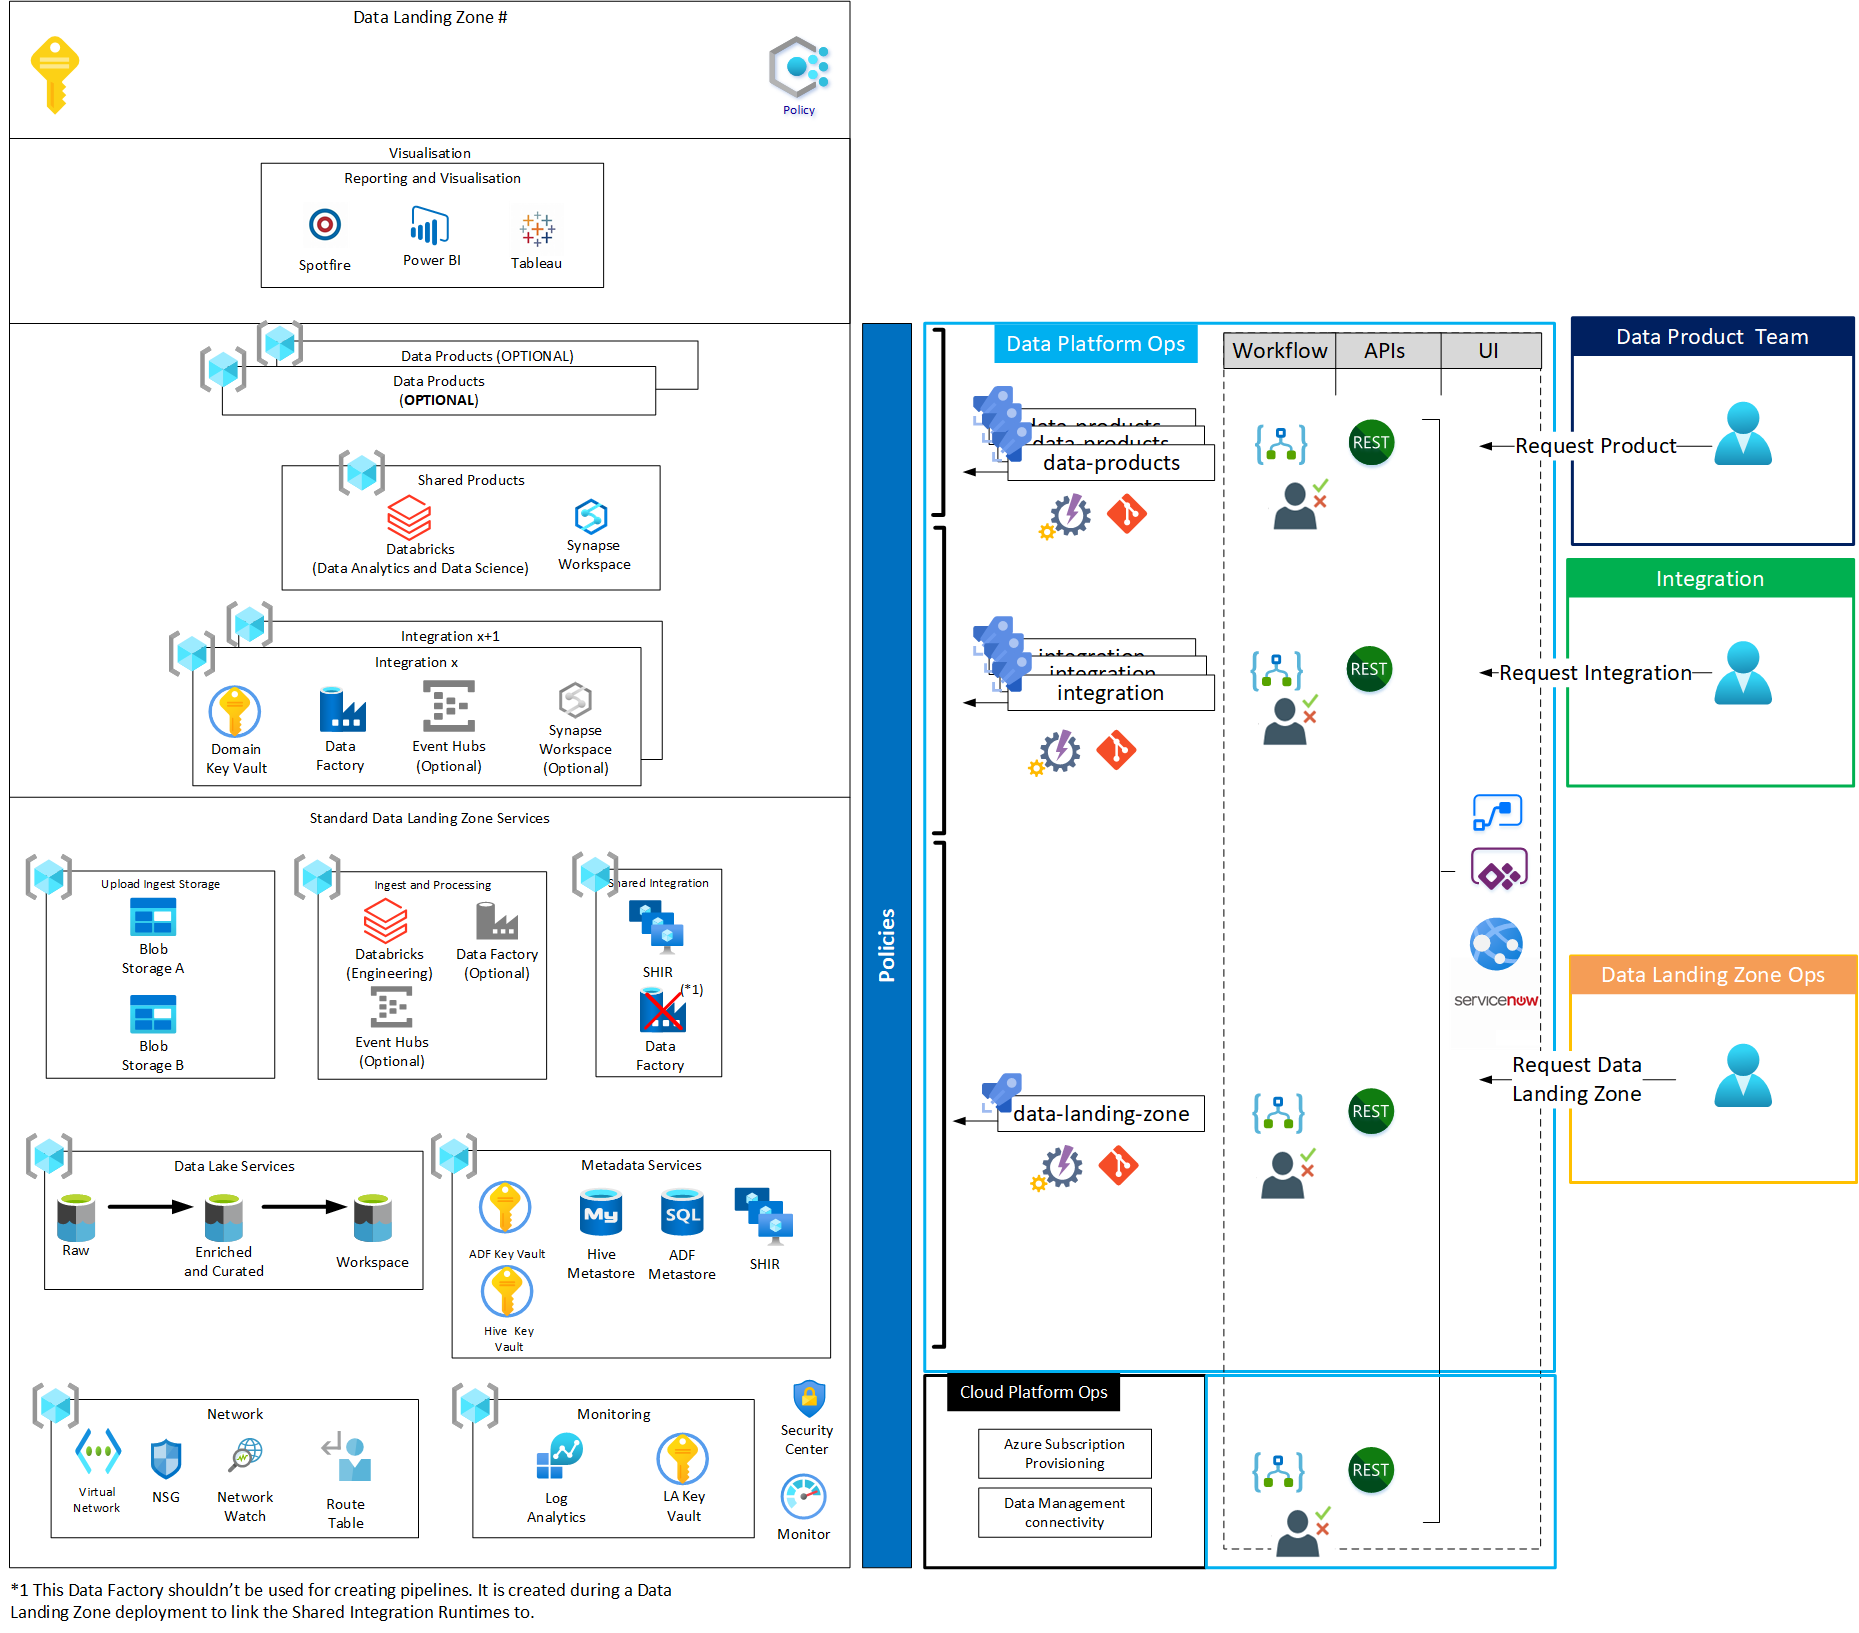 Data Landing Zone #
Policy
Visualisation
Reporting and Visualisation
Spotfire
Power BI
Tableau
Data Products (OPTIONAL)
Data Products
(OPTIONAL)
Shared Products
Databricks
(Data Analytics and Data Science)
Synapse
Workspace
Integration x+1
Integration x
Domain
Key Vault
Data
Factory
Event Hubs
(Optional)
Synapse
Workspace
(Optional)
Standard Data Landing Zone Services
Upload Ingest Storage
Blob
Storage A
Blob
Storage B
Ingest and Processing
Databricks
(Engineering)
Data Factory
(Optional)
Event Hubs
(Optional)
Shared Integration
SHIR
(*1)
Data
Factory
Data Lake Services
Raw
Enriched
and Curated
Workspace
Metadata Services
ADF Key Vault
Hive
Metastore
My
ADF
Metastore
SQL
SHIR
Hive Key
Vault
Network
Virtual
Network
NSG
Network
Watch
Route
Table
Monitoring
Log
Analytics
LA Key
Vault
Security
Center
Monitor
*1 This Data Factory shouldn't be used for creating pipelines. It is created during a Data
Landing Zone deployment to link the Shared Integration Runtimes to.
Policies
Data Platform Ops
Workflow
APIs
UI
data-products
data-products
data-products
REST
Request Product
Data Product Team
integration
integration
integration
REST
Request Integration
Integration
servicenow
data-landing-zone
REST
Request Data
Landing Zone
Data Landing Zone Ops
Cloud Platform Ops
Azure Subscription
Provisioning
Data Management
connectivity
REST